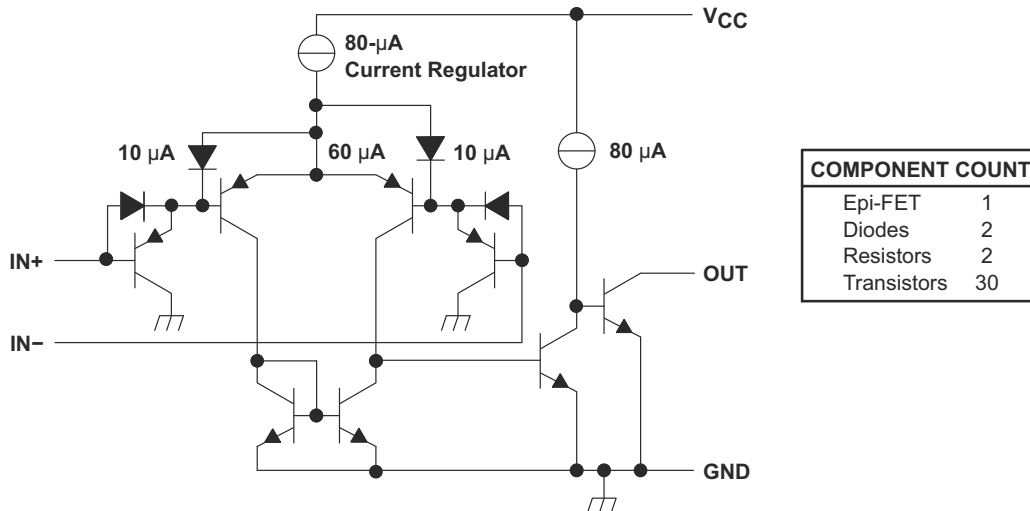 VCC
80-µA
Current Regulator
10 µA
60 µA
10 µA
80 µA
IN+
OUT
IN−
GND
COMPONENT COUNT
Epi-FET 1
Diodes 2
Resistors 2
Transistors 30